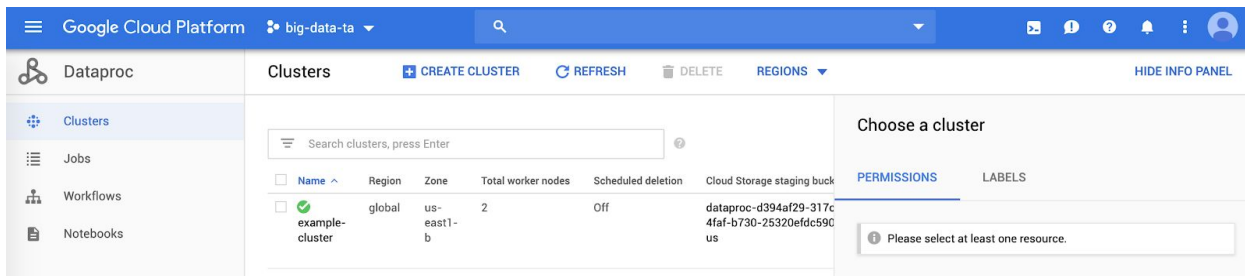 Google Cloud Platform big-data-ta
Dataproc
Clusters CREATE CLUSTER REFRESH DELETE REGIONS HIDE INFO PANEL
Clusters
Jobs
Workflows
Notebooks
Search clusters, press Enter
Name Region Zone Total worker nodes Scheduled deletion Cloud Storage staging buck
example-cluster global us-east1-b 2 Off dataproc-d394af29-317c
4faf-b730-25320efdc590
us
Choose a cluster
PERMISSIONS LABELS
Please select at least one resource.